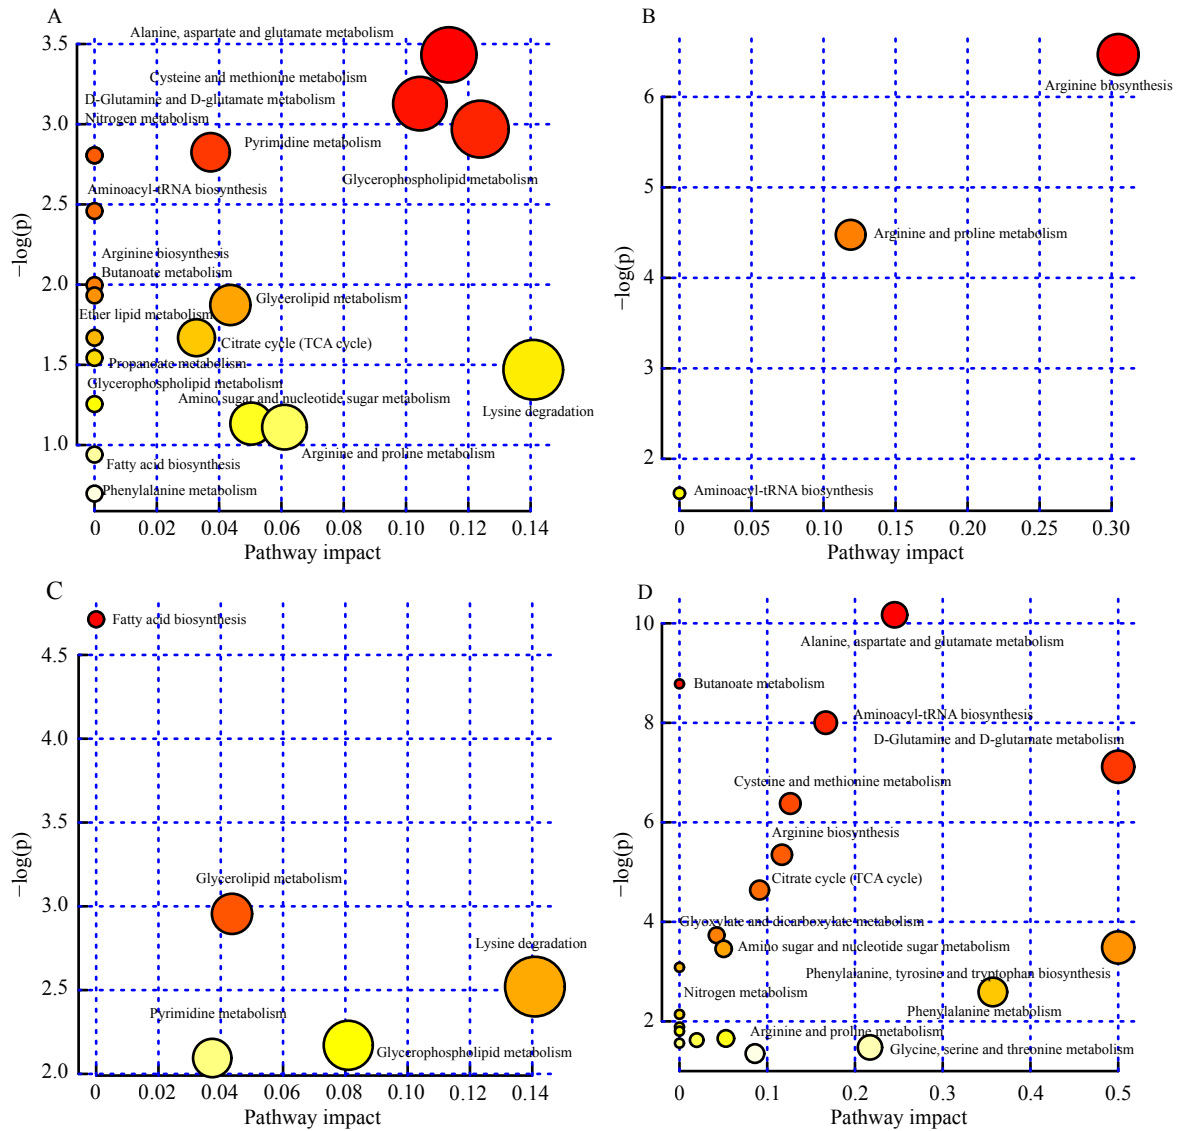 A
3.5
3.0
2.5
2.0
1.5
1.0
−log(p)
Alanine, aspartate and glutamate metabolism
Cysteine and methionine metabolism
D-Glutamine and D-glutamate metabolism
Nitrogen metabolism
Pyrimidine metabolism
Glycerophospholipid metabolism
Aminoacyl-tRNA biosynthesis
Arginine biosynthesis
Butanoate metabolism
Glycerolipid metabolism
Ether lipid metabolism
Citrate cycle (TCA cycle)
Propanoate metabolism
Glycerophospholipid metabolism
Amino sugar and nucleotide sugar metabolism
Lysine degradation
Arginine and proline metabolism
Fatty acid biosynthesis
Phenylalanine metabolism
0 0.02 0.04 0.06 0.08 0.10 0.12 0.14
Pathway impact
B
6
5
4
3
2
−log(p)
Arginine biosynthesis
Arginine and proline metabolism
Aminoacyl-tRNA biosynthesis
0 0.05 0.10 0.15 0.20 0.25 0.30
Pathway impact
C
4.5
4.0
3.5
3.0
2.5
2.0
−log(p)
Fatty acid biosynthesis
Glycerolipid metabolism
Lysine degradation
Pyrimidine metabolism
Glycerophospholipid metabolism
0 0.02 0.04 0.06 0.08 0.10 0.12 0.14
Pathway impact
D
10
8
6
4
2
−log(p)
Alanine, aspartate and glutamate metabolism
Butanoate metabolism
Aminoacyl-tRNA biosynthesis
D-Glutamine and D-glutamate metabolism
Cysteine and methionine metabolism
Arginine biosynthesis
Citrate cycle (TCA cycle)
Glyoxylate and dicarboxylate metabolism
Amino sugar and nucleotide sugar metabolism
Phenylalanine, tyrosine and tryptophan biosynthesis
Nitrogen metabolism
Phenylalanine metabolism
Arginine and proline metabolism
Glycine, serine and threonine metabolism
0 0.1 0.2 0.3 0.4 0.5
Pathway impact